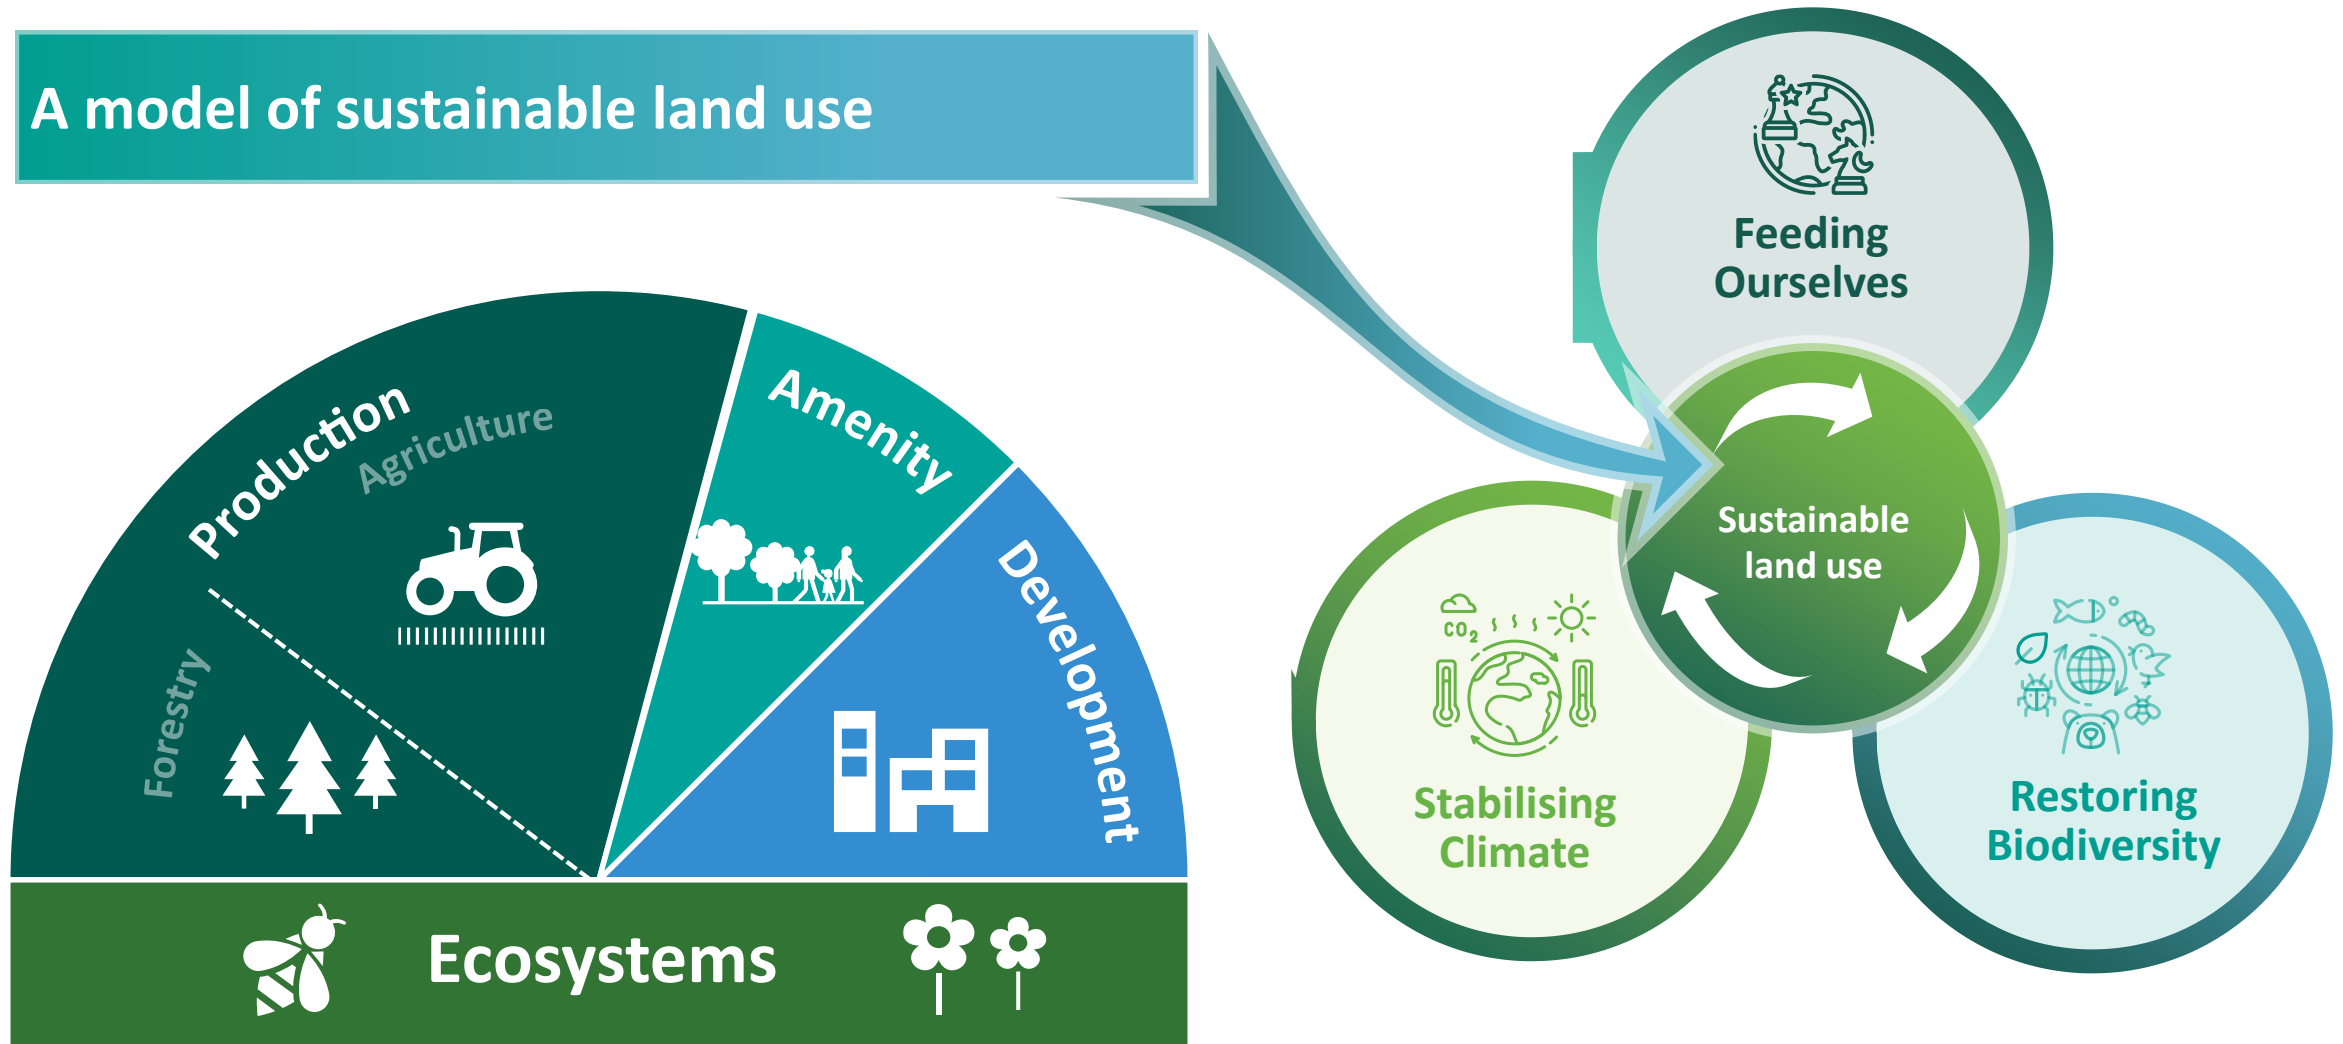 A model of sustainable land use
Production
Agriculture
Forestry
Amenity
Development
Ecosystems
Feeding
Ourselves
Sustainable
land use
CO2
Stabilising
Climate
Restoring
Biodiversity